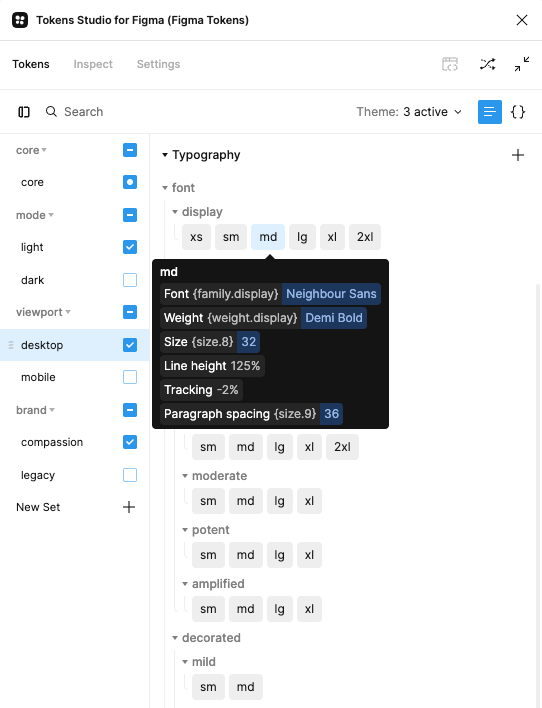 Tokens Studio for Figma (Figma Tokens)
Tokens Inspect Settings
Search Theme: 3 active {}
core
core
mode
light
dark
viewport
desktop
mobile
brand
compassion
legacy
New Set
Typography
font
display
xs sm md lg xl 2xl
md
Font {family.display} Neighbour Sans
Weight {weight.display} Demi Bold
Size {size.8} 32
Line height 125%
Tracking -2%
Paragraph spacing {size.9} 36
sm md lg xl 2xl
moderate
sm md lg xl
potent
sm md lg xl
amplified
sm md lg xl
decorated
mild
sm md